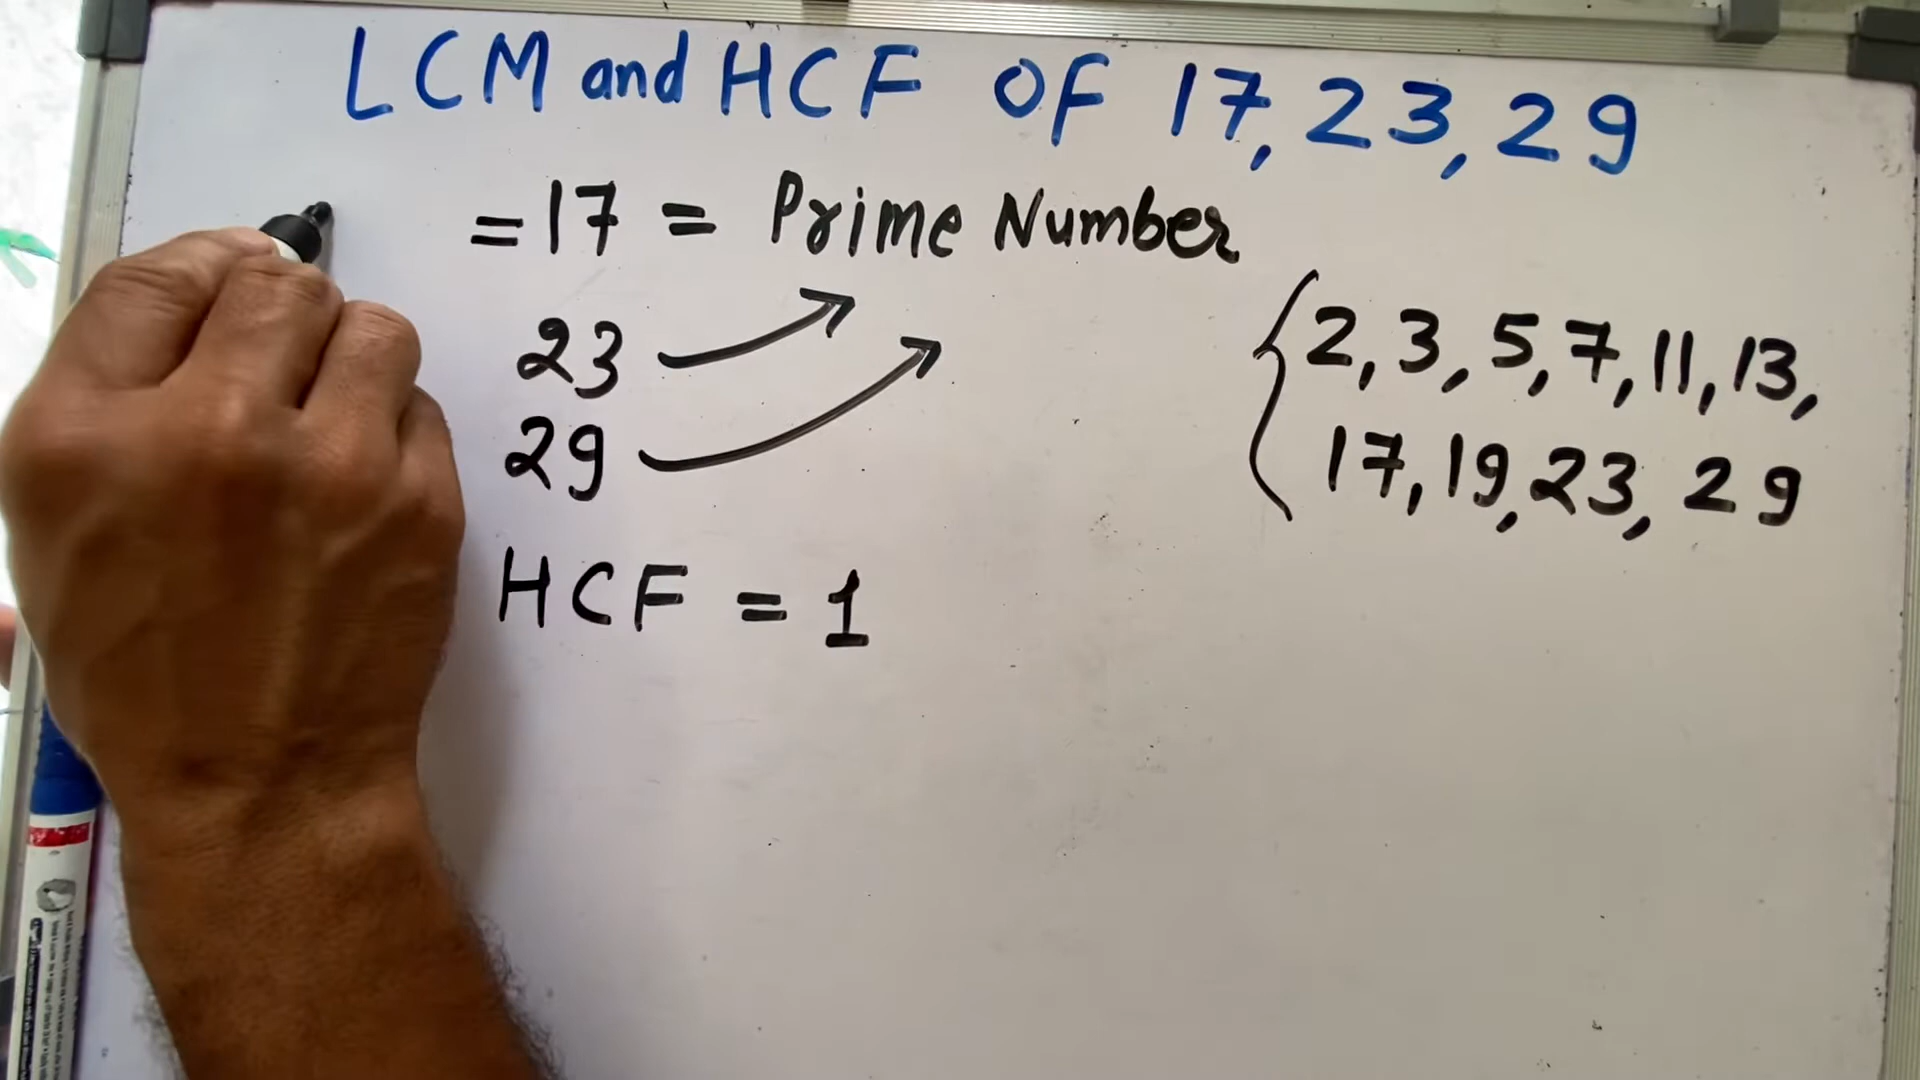 LCM and HCF OF 17, 23, 29
= 17 = Prime Number
23
29
{ 2, 3, 5, 7, 11, 13,
17, 19, 23, 29
HCF = 1